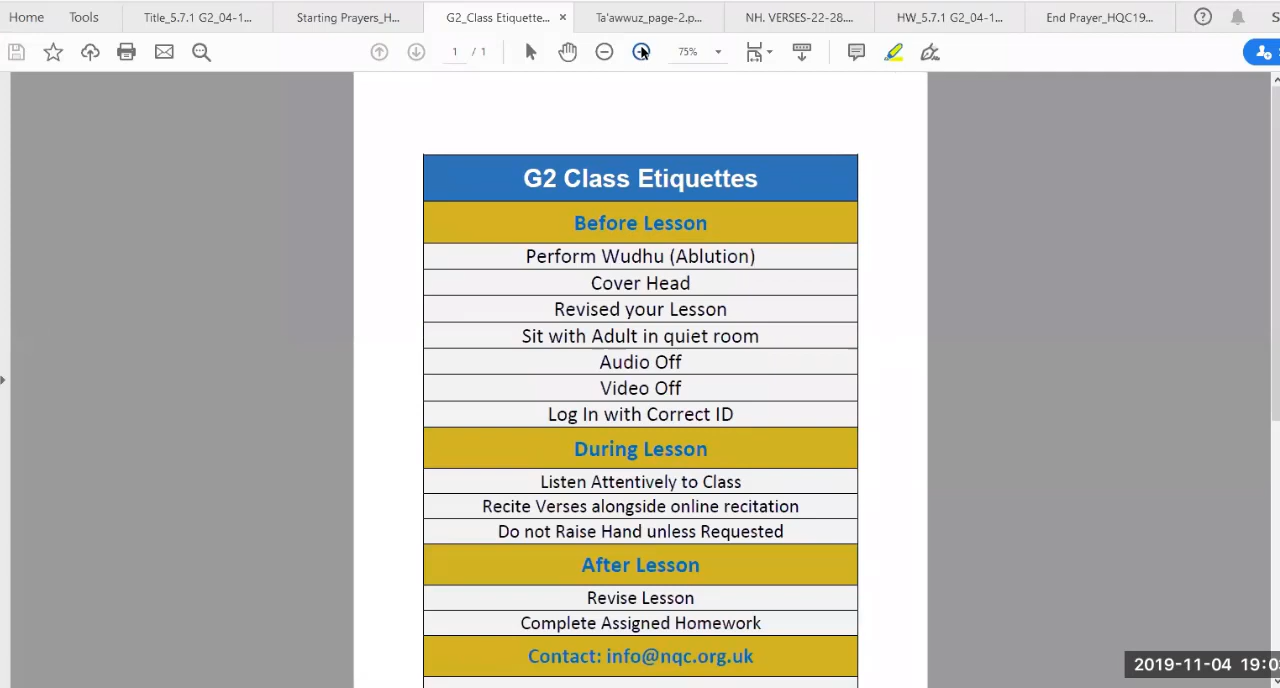 Home Tools Title_5.7.1 G2_04-1... Starting Prayers_H... G2_Class Etiquette... × Ta'awwuz_page-2.p... NH. VERSES-22-28.... HW_5.7.1 G2_04-1... End Prayer_HQC19...
1 / 1 75%
G2 Class Etiquettes
Before Lesson
Perform Wudhu (Ablution)
Cover Head
Revised your Lesson
Sit with Adult in quiet room
Audio Off
Video Off
Log In with Correct ID
During Lesson
Listen Attentively to Class
Recite Verses alongside online recitation
Do not Raise Hand unless Requested
After Lesson
Revise Lesson
Complete Assigned Homework
Contact: info@nqc.org.uk
2019-11-04 19:0